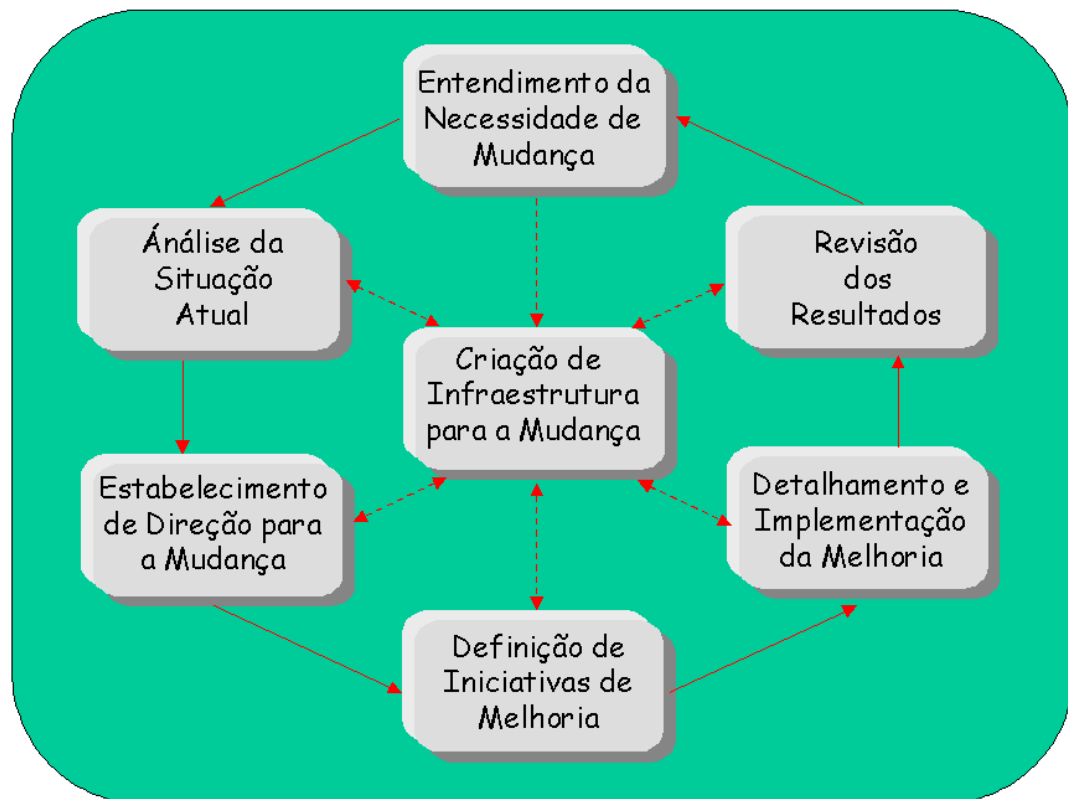 Entendimento da
Necessidade de
Mudança
Ánálise da
Situação
Atual
Revisão
dos
Resultados
Criação de
Infraestrutura
para a Mudança
Estabelecimento
de Direção para
a Mudança
Detalhamento e
Implementação
da Melhoria
Definição de
Iniciativas de
Melhoria